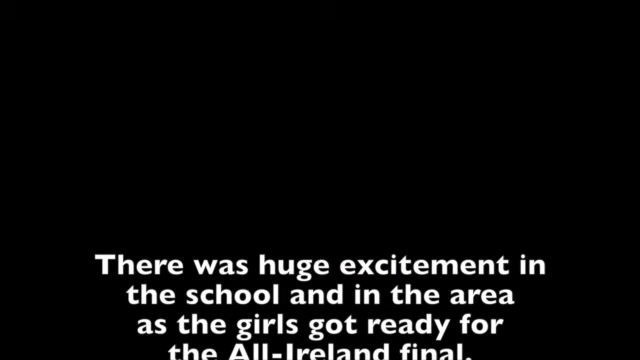 There was huge excitement in
the school and in the area
as the girls got ready for
the All-Ireland final.